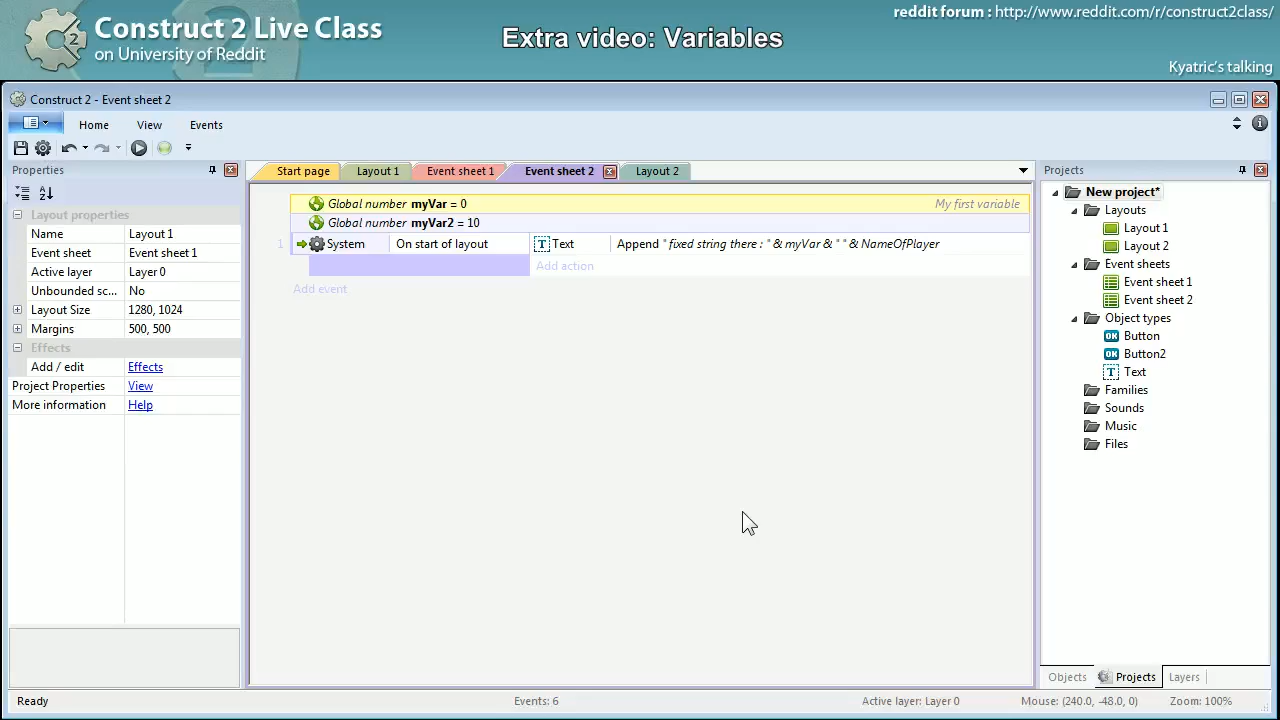 Construct 2 Live Class
on University of Reddit
Extra video: Variables
reddit forum : http://www.reddit.com/r/construct2class/
Kyatric's talking
Construct 2 - Event sheet 2
Home View Events
Properties
Start page Layout 1 Event sheet 1 Event sheet 2 Layout 2
Projects
Layout properties
Name Layout 1
Event sheet Event sheet 1
Active layer Layer 0
Unbounded sc... No
Layout Size 1280, 1024
Margins 500, 500
Effects
Add / edit Effects
Project Properties View
More information Help
Global number myVar = 0 My first variable
Global number myVar2 = 10
1 System On start of layout T Text Append " fixed string there : " & myVar & " " & NameOfPlayer
Add action
Add event
New project*
Layouts
Layout 1
Layout 2
Event sheets
Event sheet 1
Event sheet 2
Object types
OK Button
OK Button2
T Text
Families
Sounds
Music
Files
Objects Projects Layers
Ready Events: 6 Active layer: Layer 0 Mouse: (240.0, -48.0, 0) Zoom: 100%